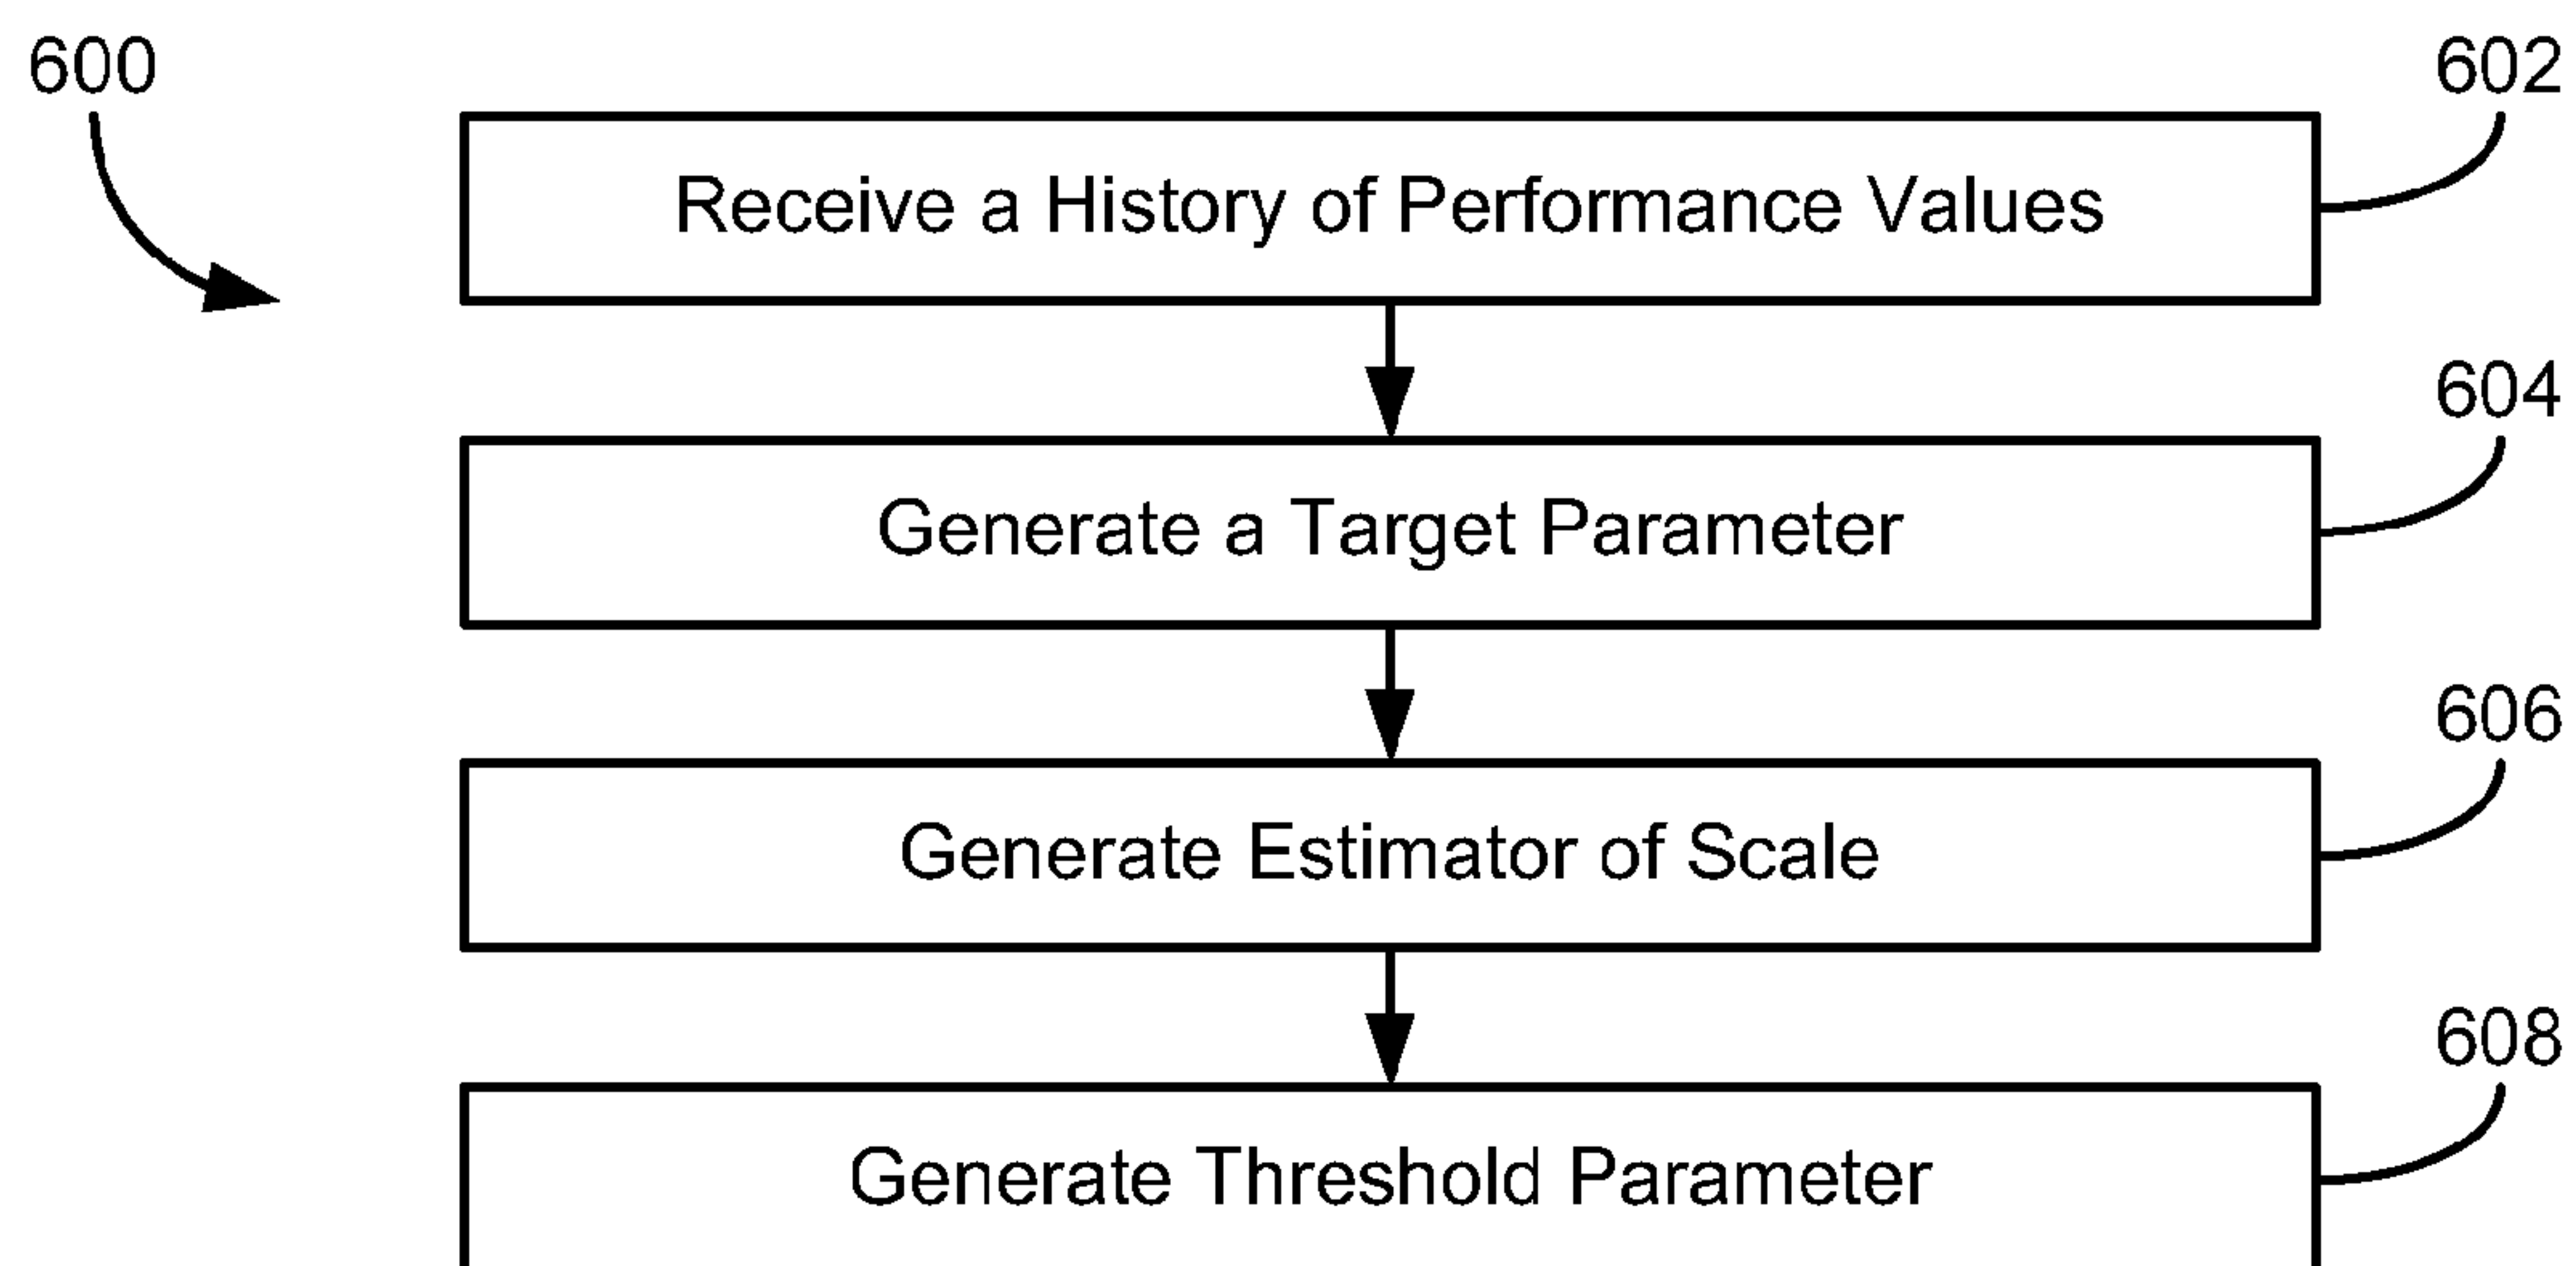 600
602
Receive a History of Performance Values
604
Generate a Target Parameter
606
Generate Estimator of Scale
608
Generate Threshold Parameter